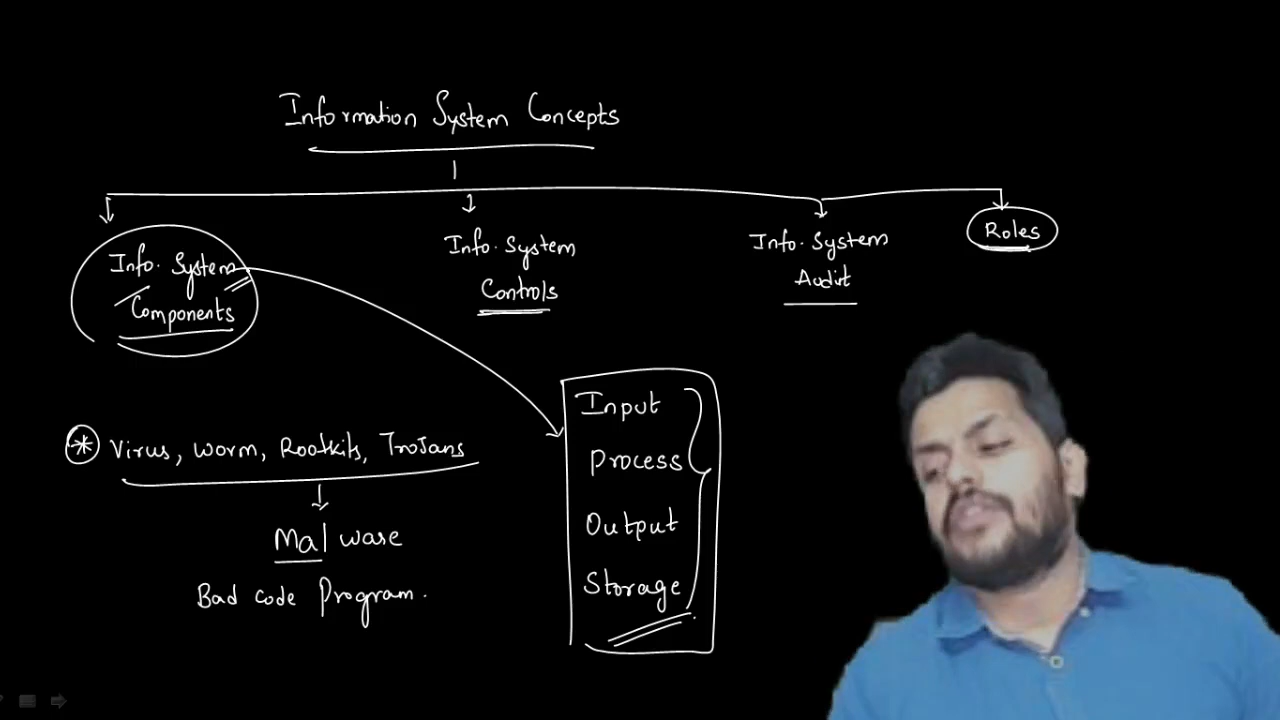 Information System Concepts
Info. System
Components
Info. System
Controls
Info. System
Audit
Roles
Input
Process
Output
Storage
* Virus, Worm, Rootkits, Trojans
Malware
Bad code Program.